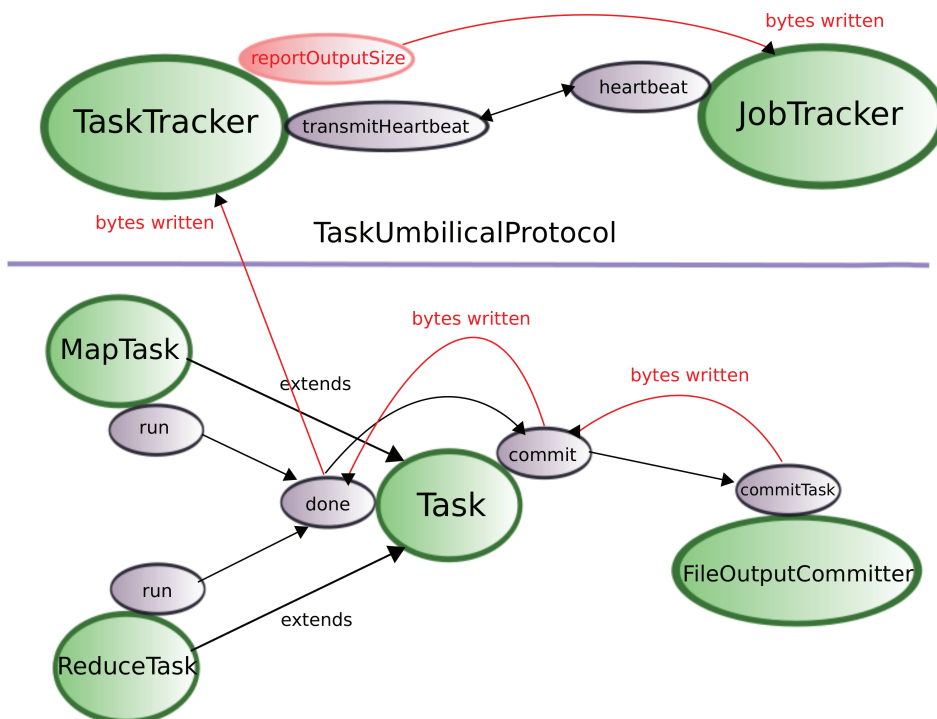 bytes written
reportOutputSize
heartbeat
TaskTracker
JobTracker
transmitHeartbeat
bytes written
TaskUmbilicalProtocol
bytes written
MapTask
bytes written
extends
run
commit
commitTask
done
Task
FileOutputCommitter
run
extends
ReduceTask